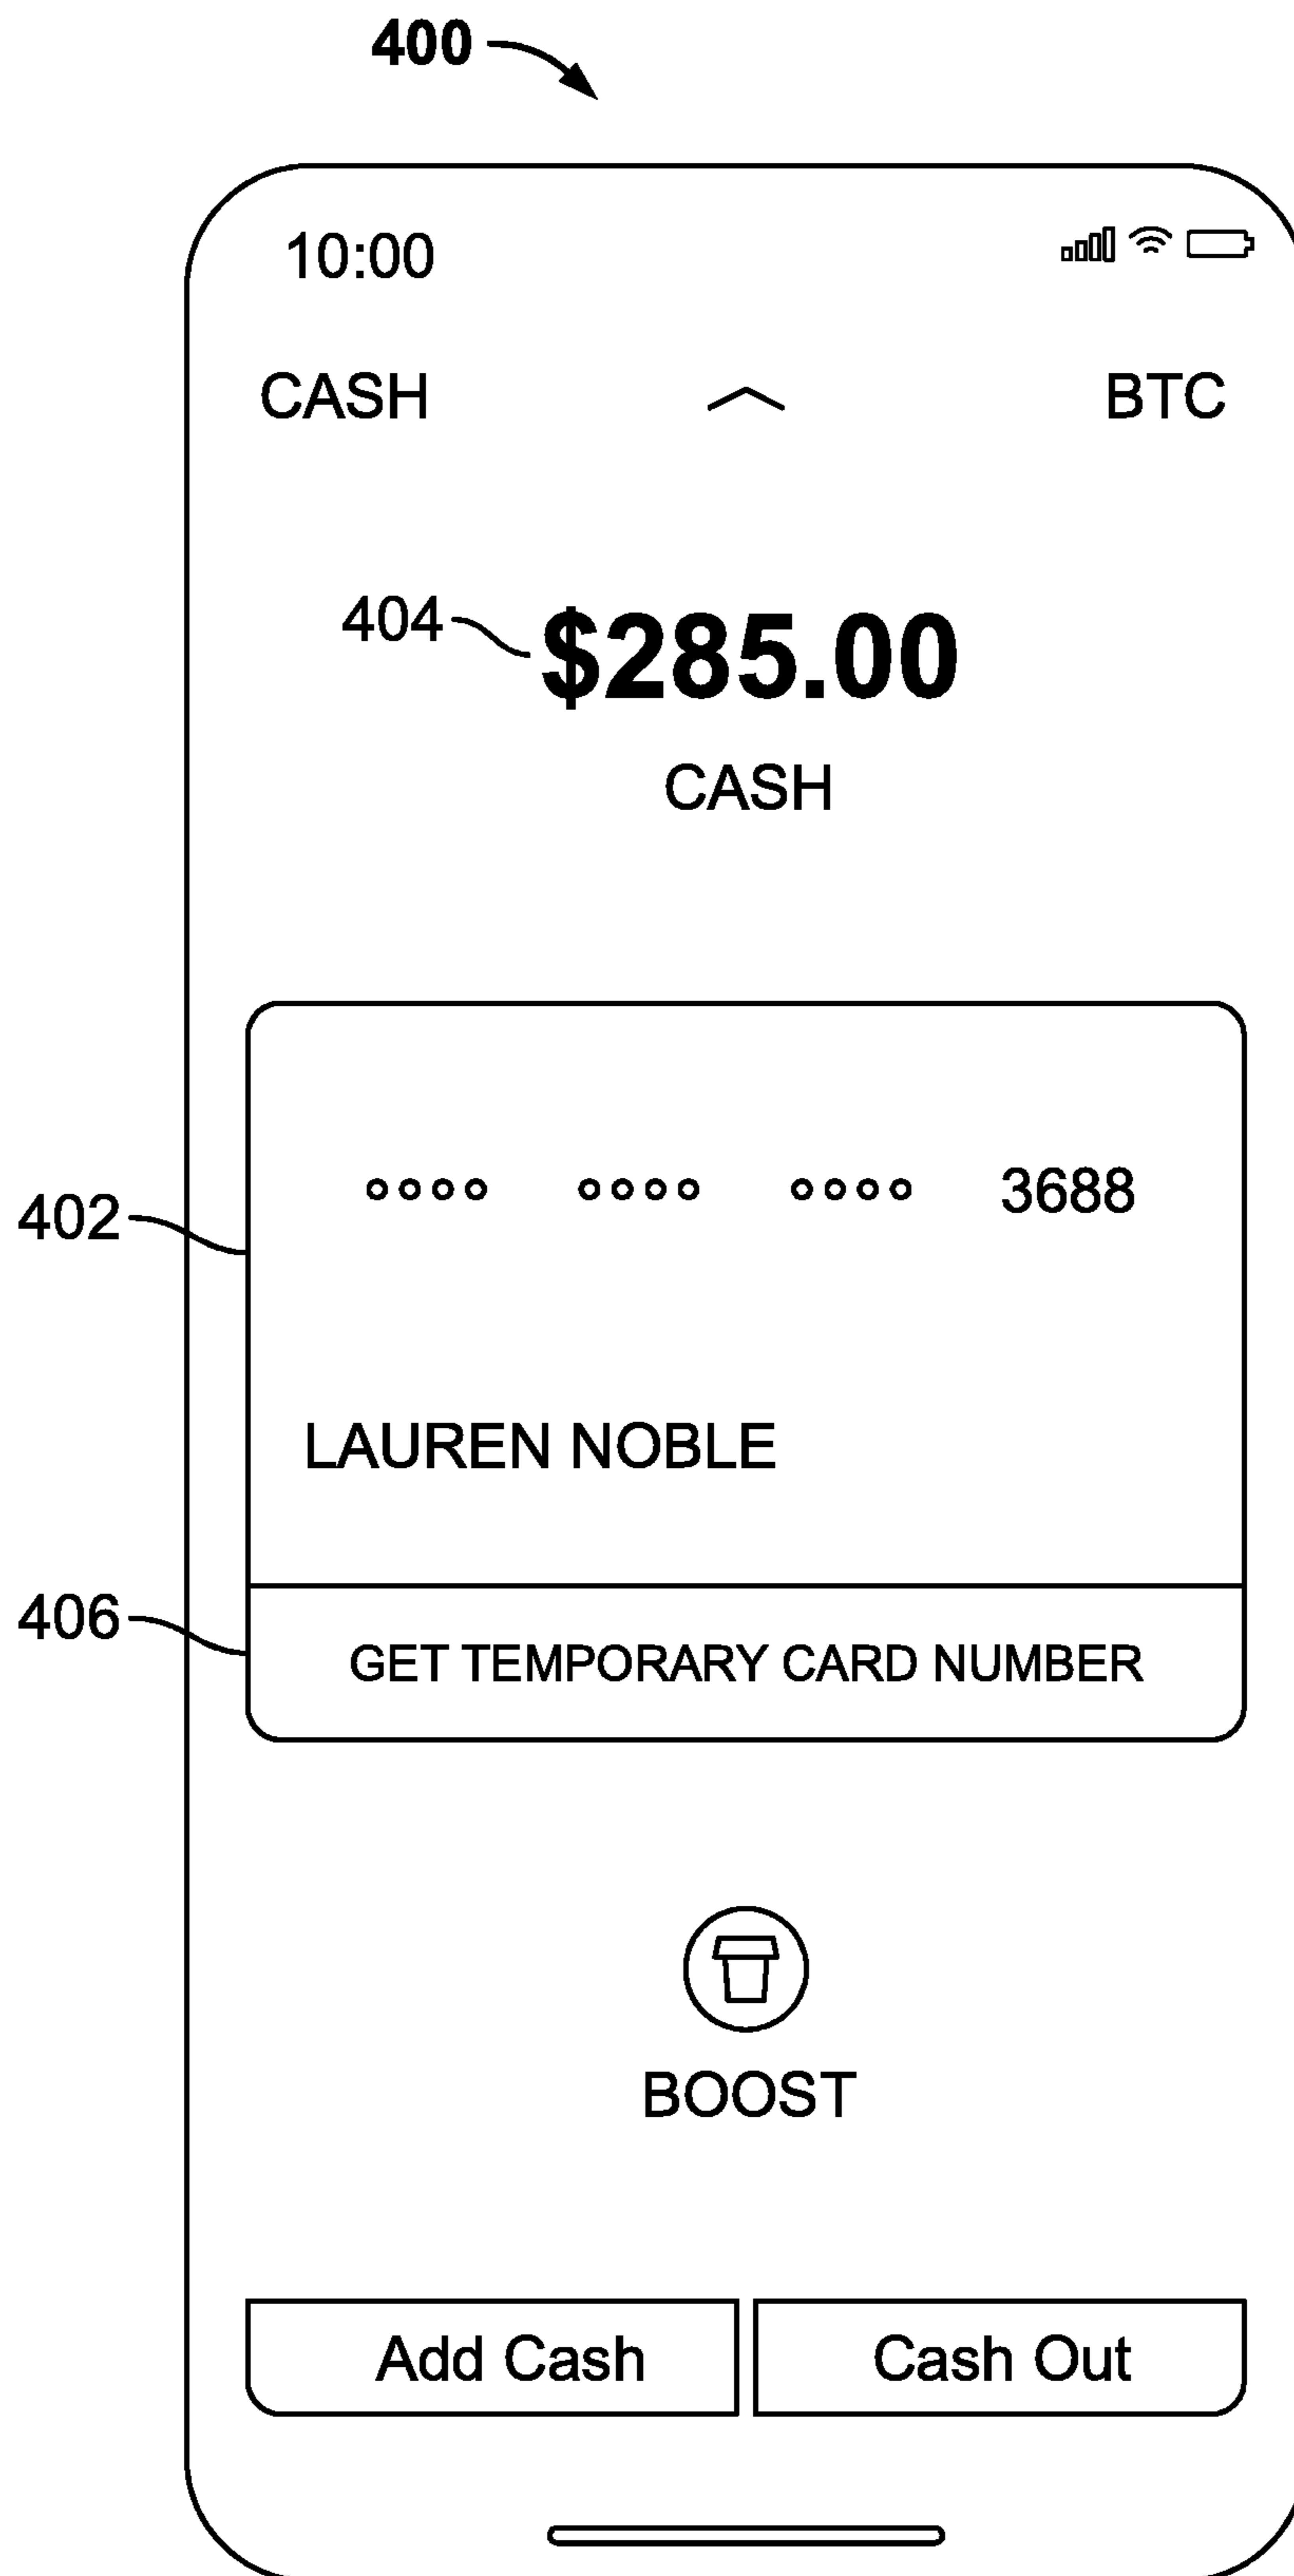 400
10:00
CASH BTC
404 $285.00
CASH
3688
402
LAUREN NOBLE
406
GET TEMPORARY CARD NUMBER
BOOST
Add Cash Cash Out